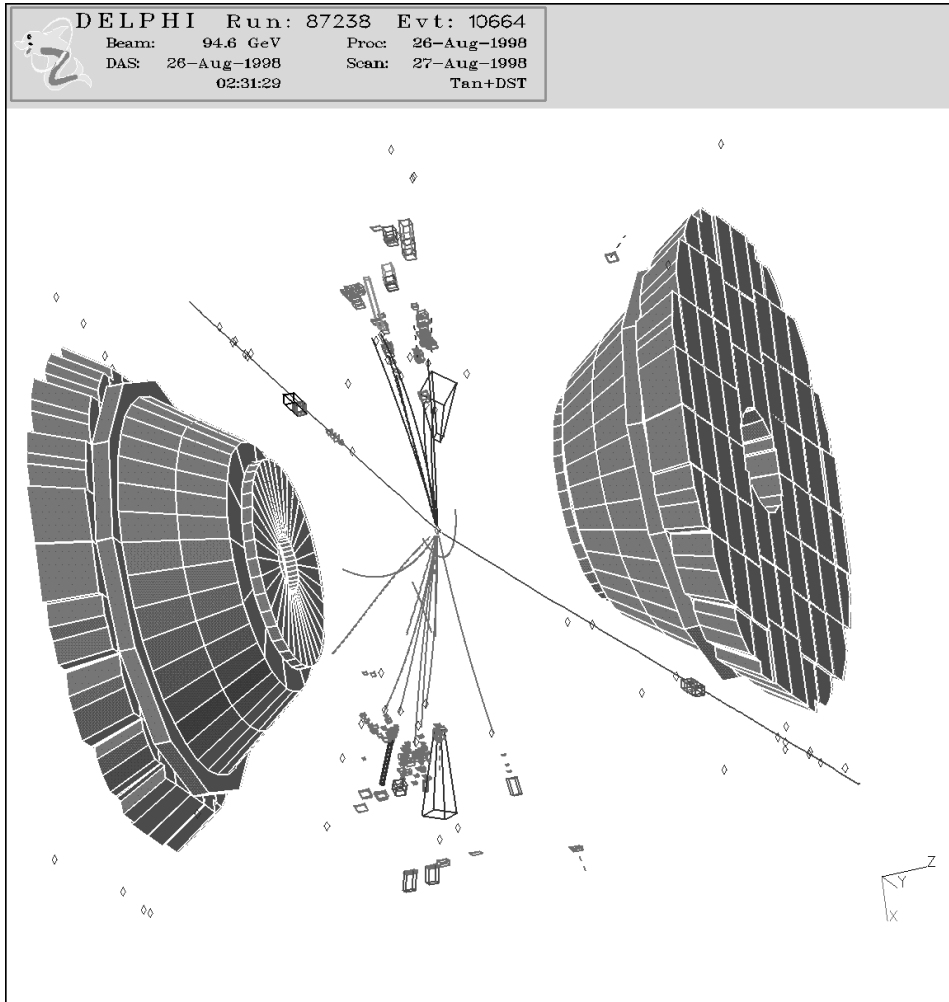 DELPHI Run: 87238 Evt: 10664
Beam: 94.6 GeV Proc: 26-Aug-1998
DAS: 26-Aug-1998 Scan: 27-Aug-1998
02:31:29 Tan+DST
Z
Y
X